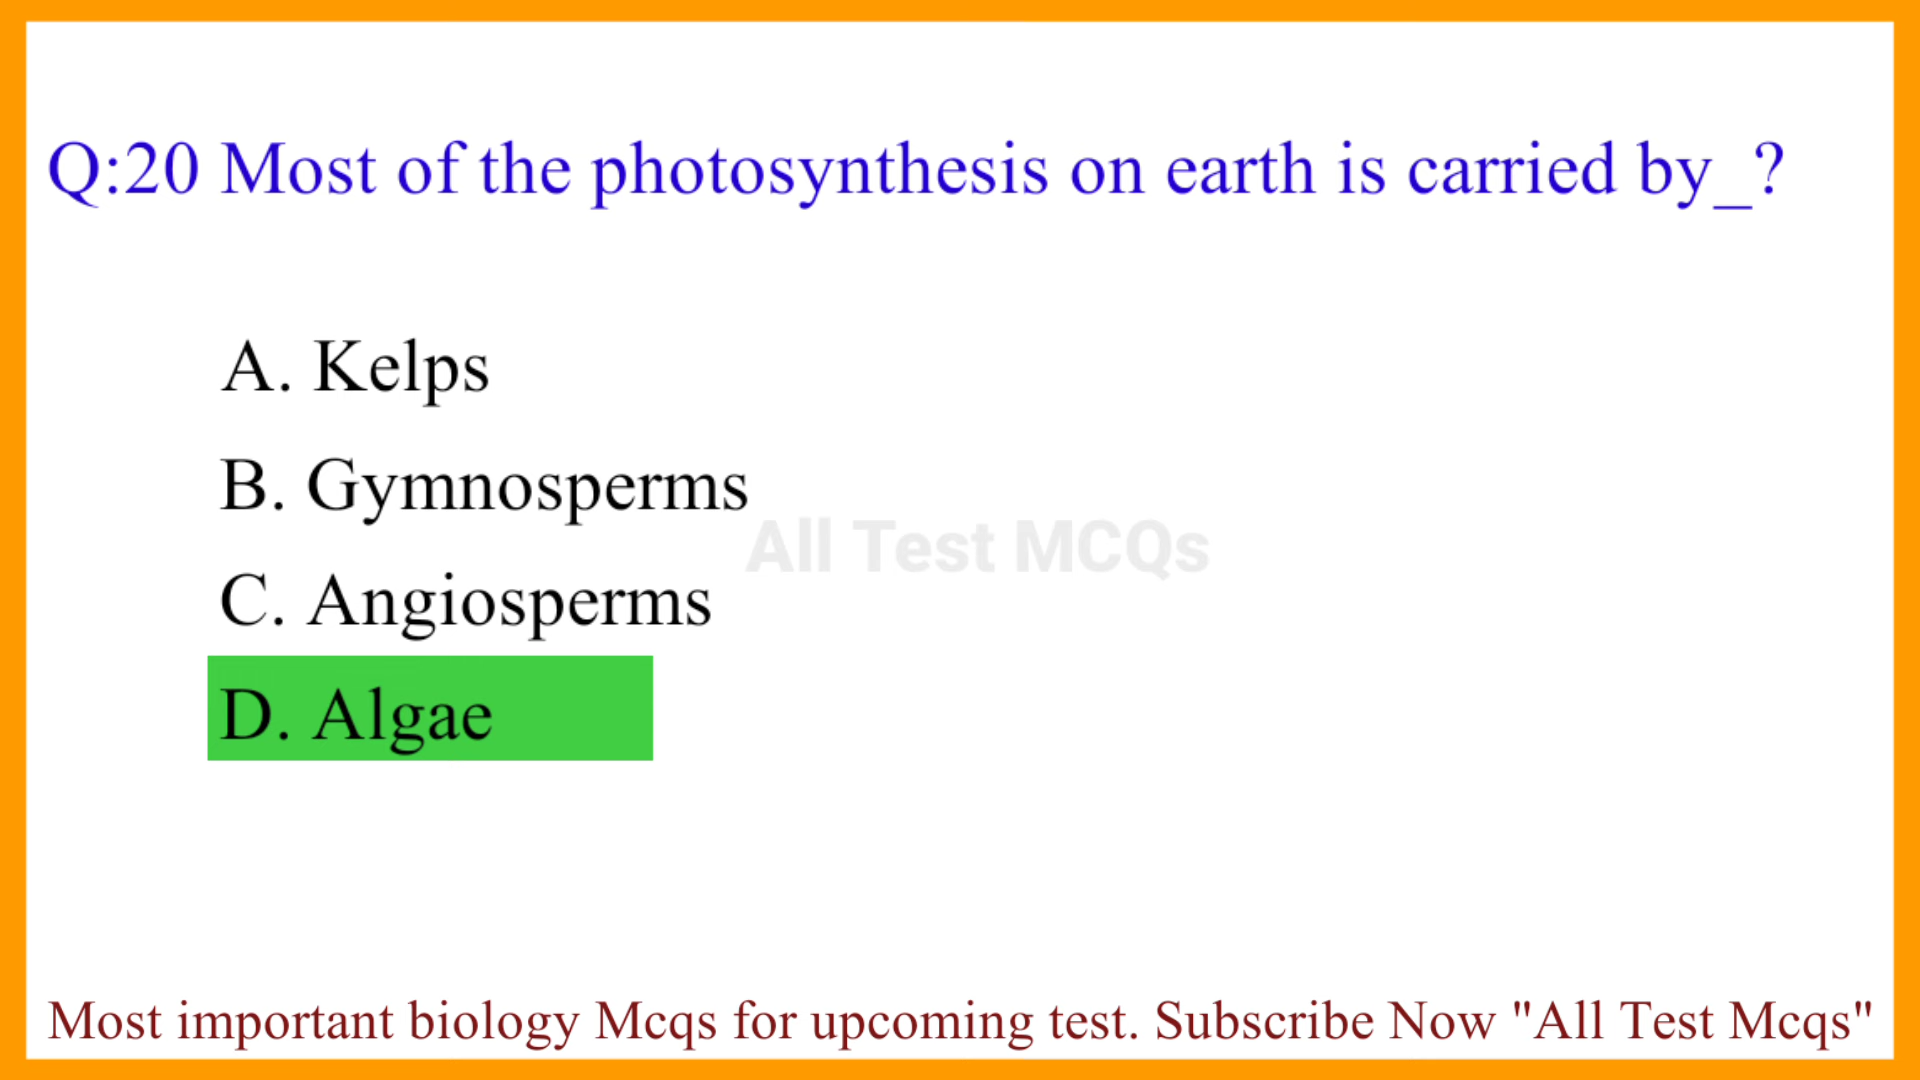 Q:20 Most of the photosynthesis on earth is carried by_?
A. Kelps
B. Gymnosperms
All Test MCQs
C. Angiosperms
D. Algae
Most important biology Mcqs for upcoming test. Subscribe Now "All Test Mcqs"